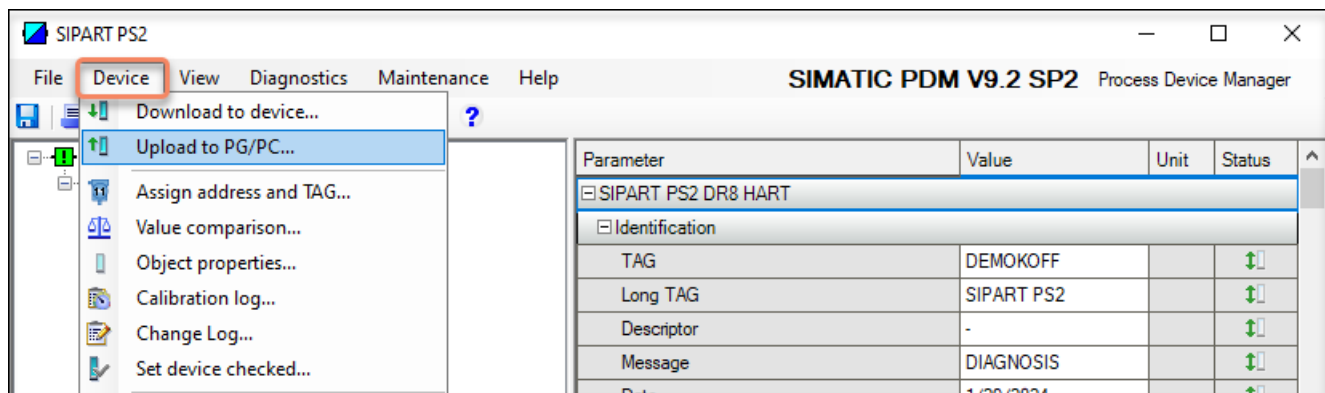 SIPART PS2
File Device View Diagnostics Maintenance Help SIMATIC PDM V9.2 SP2 Process Device Manager
?
Download to device...
Upload to PG/PC...
Assign address and TAG...
Value comparison...
Object properties...
Calibration log...
Change Log...
Set device checked...
Parameter Value Unit Status
SIPART PS2 DR8 HART
Identification
TAG DEMOKOFF
Long TAG SIPART PS2
Descriptor -
Message DIAGNOSIS